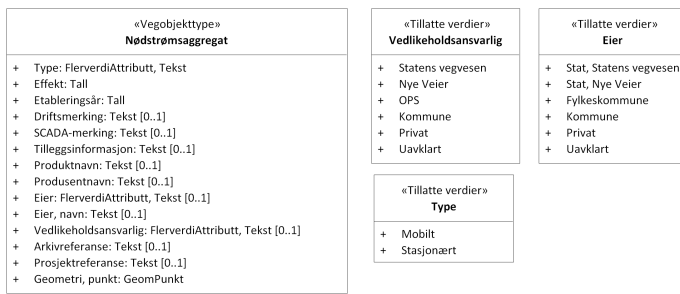 «Vegobjekttype»
Nødstrømsaggregat
+ Type: FlerverdiAttributt, Tekst
+ Effekt: Tall
+ Etableringsår: Tall
+ Driftsmerking: Tekst [0..1]
+ SCADA-merking: Tekst [0..1]
+ Tilleggsinformasjon: Tekst [0..1]
+ Produktnavn: Tekst [0..1]
+ Produsentnavn: Tekst [0..1]
+ Eier: FlerverdiAttributt, Tekst [0..1]
+ Eier, navn: Tekst [0..1]
+ Vedlikeholdsansvarlig: FlerverdiAttributt, Tekst [0..1]
+ Arkivreferanse: Tekst [0..1]
+ Prosjektreferanse: Tekst [0..1]
+ Geometri, punkt: GeomPunkt
«Tillatte verdier»
Vedlikeholdsansvarlig
+ Statens vegvesen
+ Nye Veier
+ OPS
+ Kommune
+ Privat
+ Uavklart
«Tillatte verdier»
Eier
+ Stat, Statens vegvesen
+ Stat, Nye Veier
+ Fylkeskommune
+ Kommune
+ Privat
+ Uavklart
«Tillatte verdier»
Type
+ Mobilt
+ Stasjonært